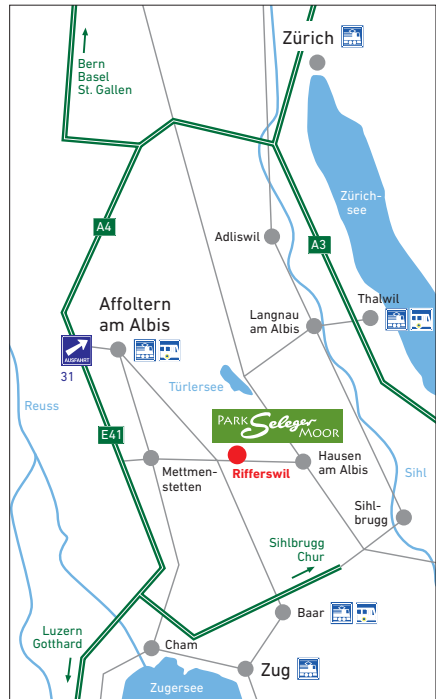 Zürich
Bern
Basel
St. Gallen
Zürich-
see
A4
Adliswil
A3
Affoltern
am Albis
Langnau
am Albis
Thalwil
AUSFAHRT
31
Türlersee
Reuss
PARK Seleger MOOR
E41
Mettmen-
stetten
Rifferswil
Hausen
am Albis
Sihl
Sihl-
brugg
Sihlbrugg
Chur
Baar
Luzern
Gotthard
Cham
Zug
Zugersee